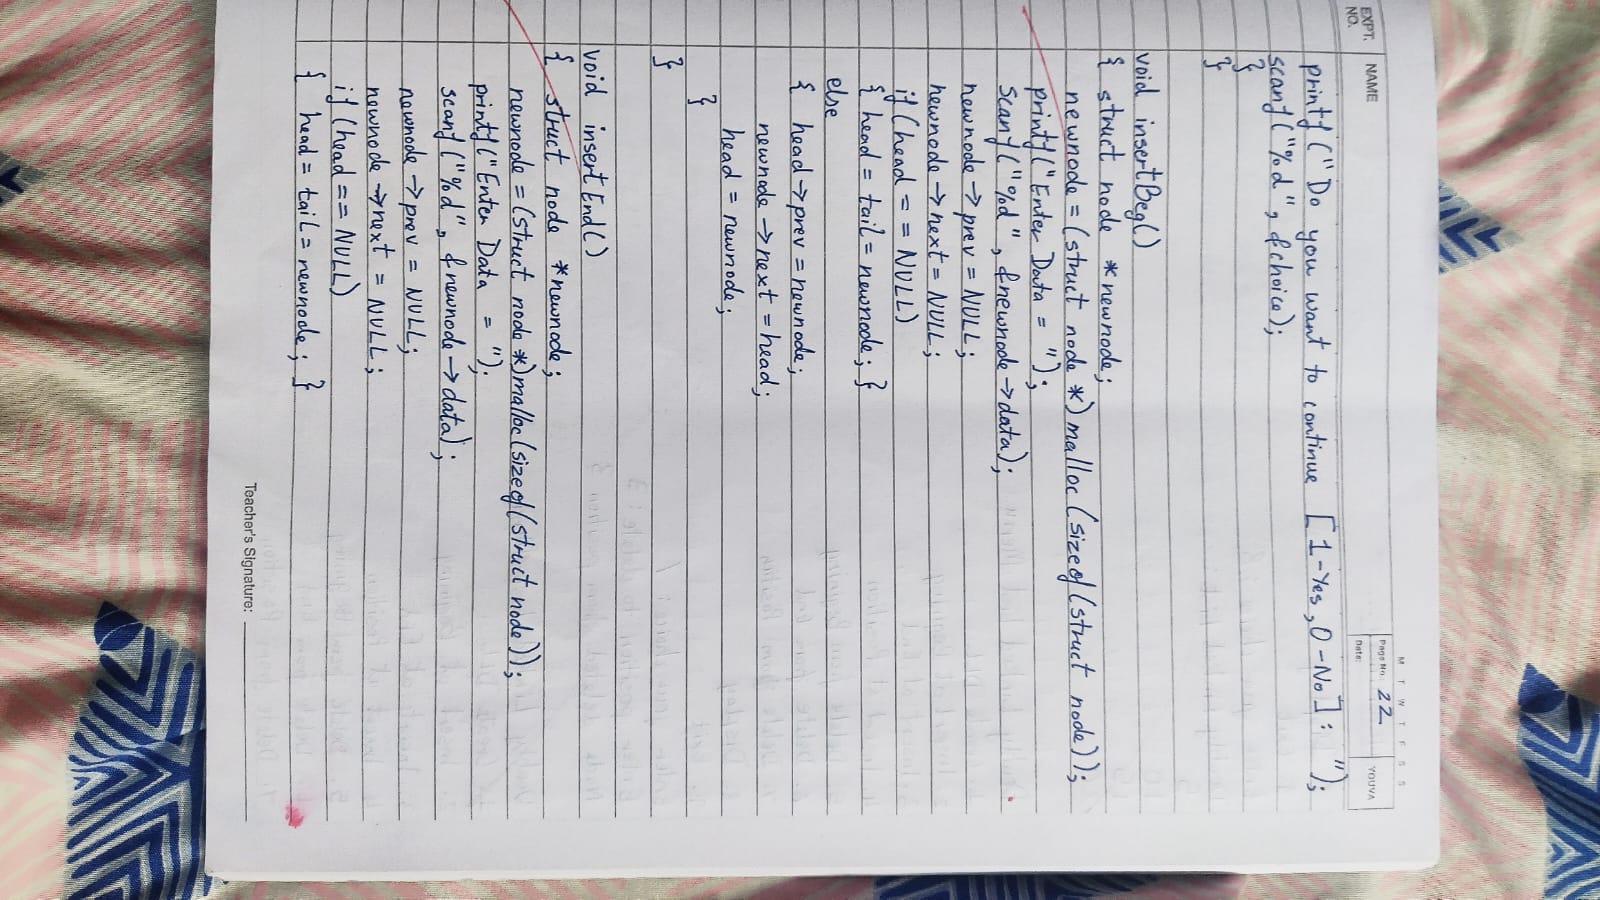 M T W T F S S
EXPT. NO.
NAME
Page No. 22
Date:
YOUVA
printf ("Do you want to continue [1-Yes, 0-No]: ");
scanf("%d", &choice);
}
}
void insertBeg()
{ struct node *newnode;
newnode = (struct node *) malloc (sizeof (struct node));
printf("Enter Data = ");
scanf("%d", &newnode->data);
newnode -> prev = NULL;
newnode -> next = NULL;
if (head == NULL)
{ head = tail = newnode; }
else
{ head -> prev = newnode;
newnode -> next = head;
head = newnode;
}
}
void insertEnd()
{ struct node *newnode;
newnode = (struct node *)malloc(sizeof(struct node));
printf("Enter Data = ");
scanf ("%d", &newnode -> data);
newnode -> prev = NULL;
newnode -> next = NULL;
if (head == NULL)
{ head = tail = newnode; }
Teacher's Signature: